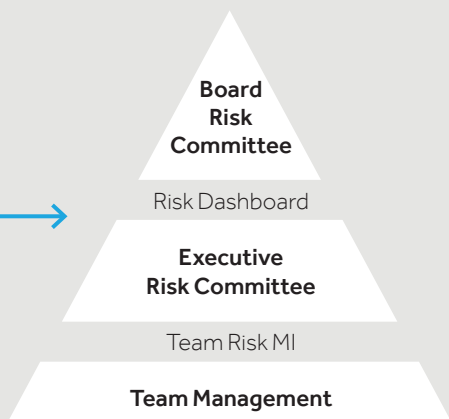 Board
Risk
Committee
Risk Dashboard
Executive
Risk Committee
Team Risk MI
Team Management